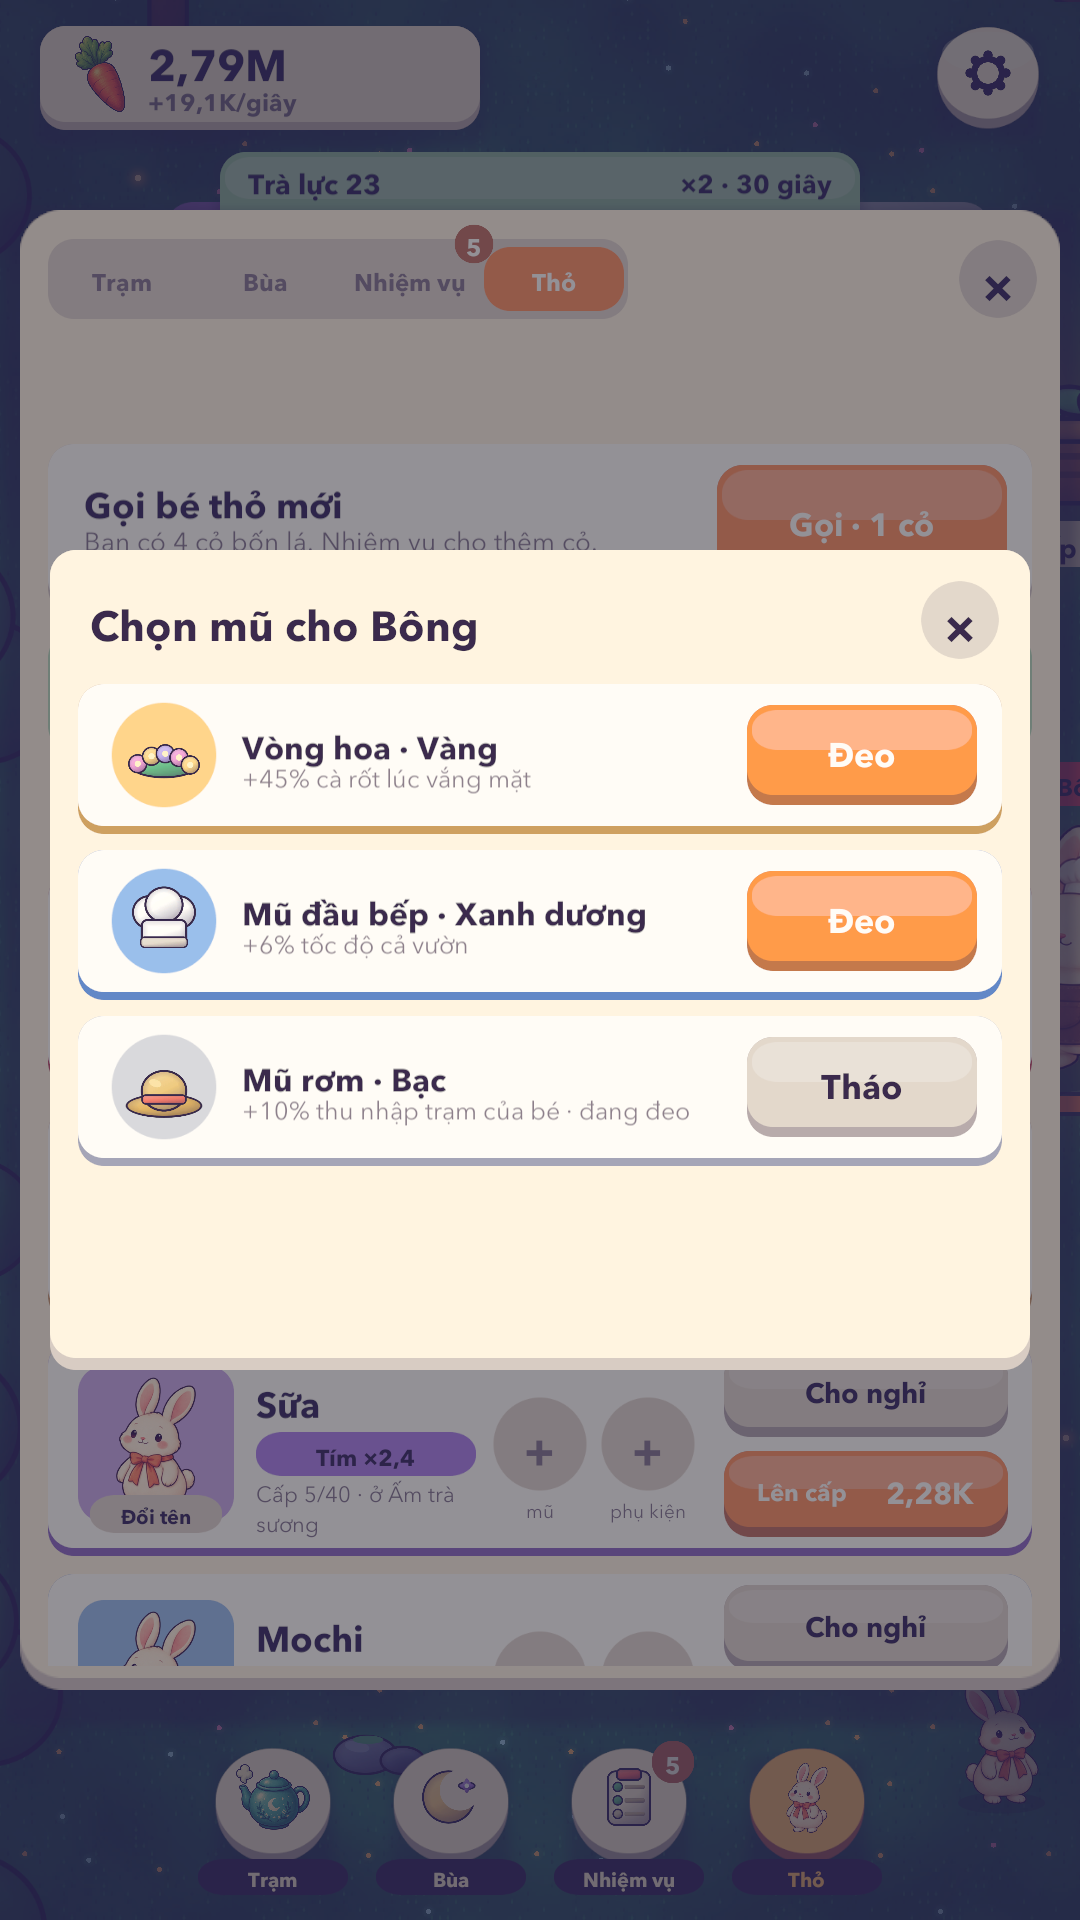 2,79M
+19,1K/giây
Trà lực 23
×2 · 30 giây
Trạm
Bùa
Nhiệm vụ
5
Thỏ
×
Gọi bé thỏ mới
Bạn có 4 cỏ bốn lá. Nhiệm vụ cho thêm cỏ.
Gọi · 1 cỏ
Chọn mũ cho Bông
×
Vòng hoa · Vàng
+45% cà rốt lúc vắng mặt
Đeo
Mũ đầu bếp · Xanh dương
+6% tốc độ cả vườn
Đeo
Mũ rơm · Bạc
+10% thu nhập trạm của bé · đang đeo
Tháo
Sữa
Tím ×2,4
Cấp 5/40 · ở Ấm trà
sương
Đổi tên
+
mũ
+
phụ kiện
Cho nghỉ
Lên cấp 2,28K
Mochi
Cho nghỉ
5
Trạm
Bùa
Nhiệm vụ
Thỏ